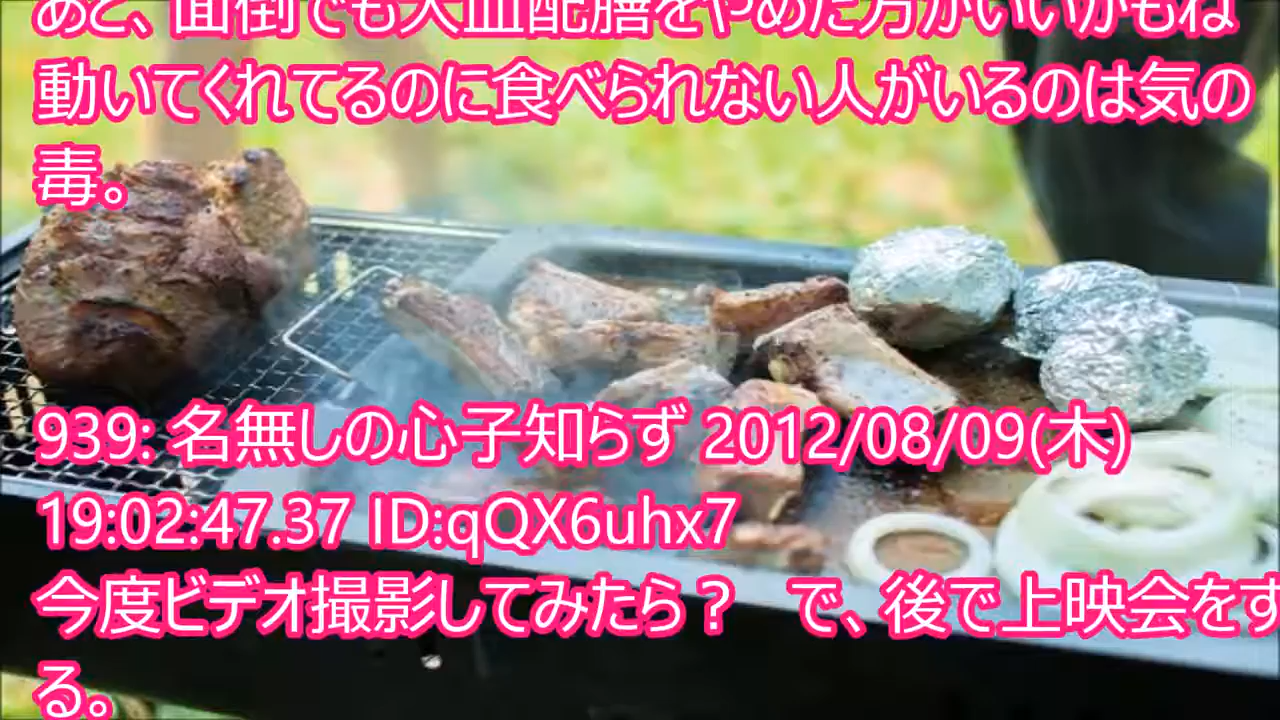 あと、面倒でも大皿配膳をやめた方がいいかもね
動いてくれてるのに食べられない人がいるのは気の
毒。
939: 名無しの心子知らず 2012/08/09(木)
19:02:47.37 ID:qQX6uhx7
今度ビデオ撮影してみたら？　で、後で上映会をす
る。